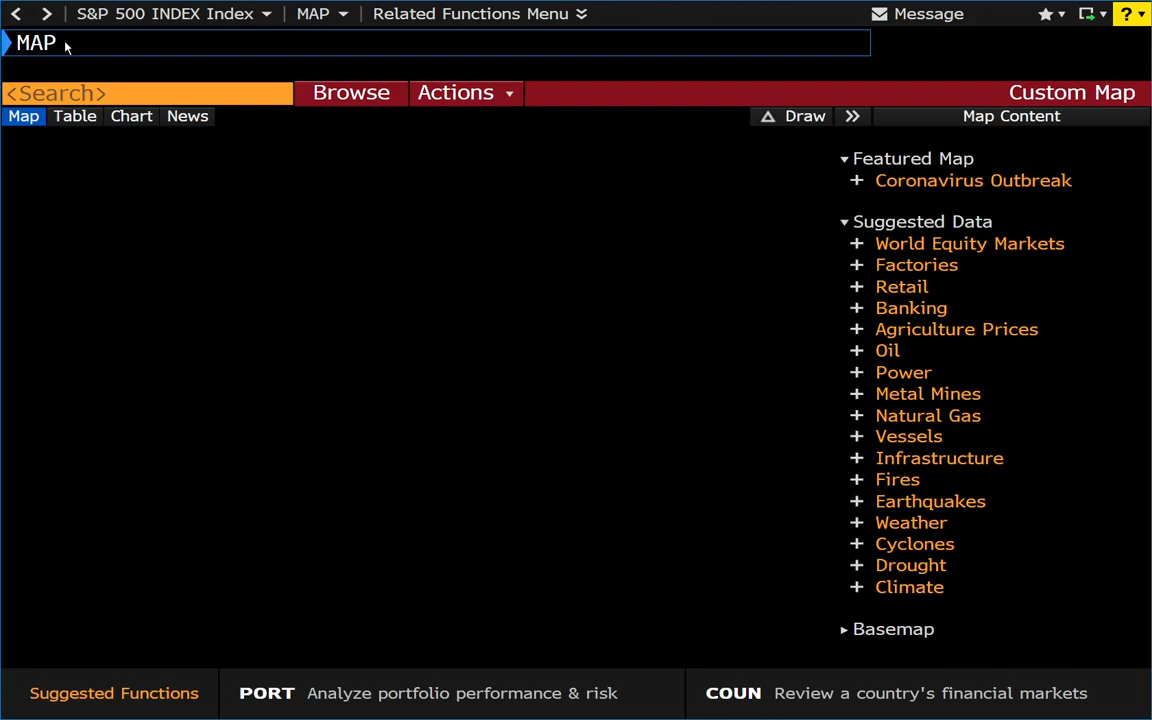 S&P 500 INDEX Index MAP Related Functions Menu Message ?
MAP
<Search> Browse Actions Custom Map
Map Table Chart News Draw Map Content
Featured Map
+ Coronavirus Outbreak
Suggested Data
+ World Equity Markets
+ Factories
+ Retail
+ Banking
+ Agriculture Prices
+ Oil
+ Power
+ Metal Mines
+ Natural Gas
+ Vessels
+ Infrastructure
+ Fires
+ Earthquakes
+ Weather
+ Cyclones
+ Drought
+ Climate
Basemap
Suggested Functions PORT Analyze portfolio performance & risk COUN Review a country's financial markets